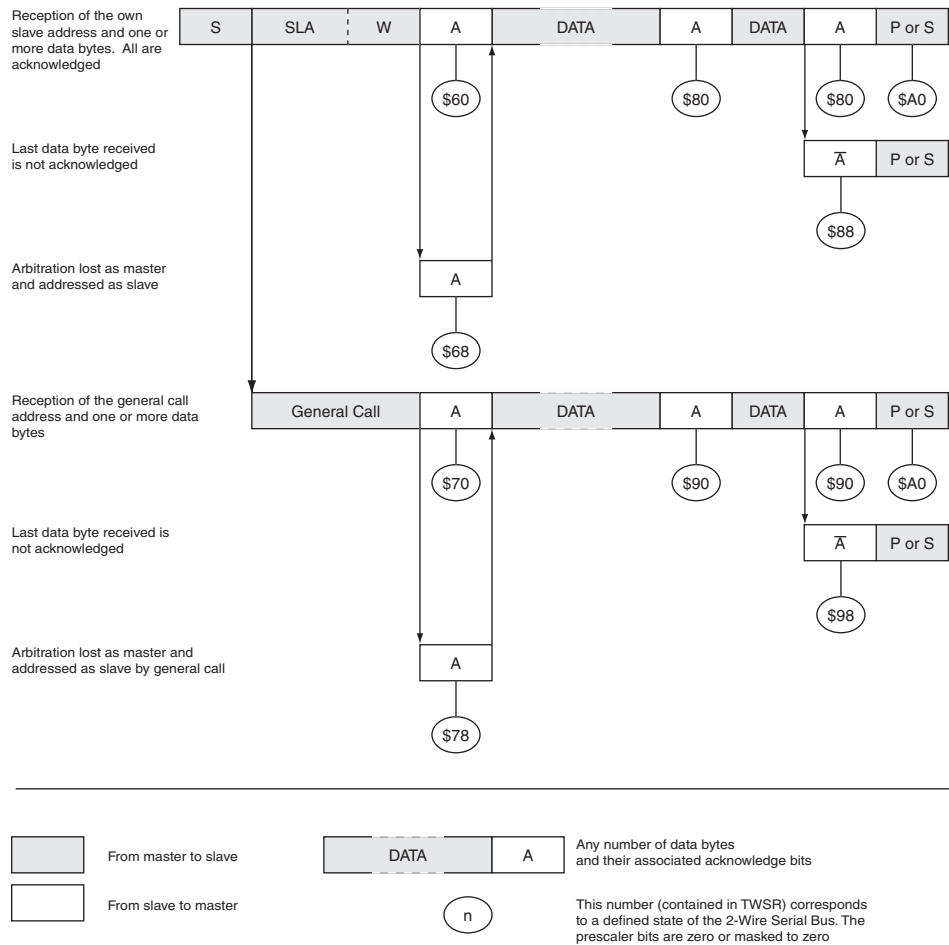 Reception of the own
slave address and one or
more data bytes.  All are
acknowledged
S SLA W A DATA A DATA A P or S
$60 $80 $80 $A0
Last data byte received
is not acknowledged
A̅ P or S
$88
Arbitration lost as master
and addressed as slave
A
$68
Reception of the general call
address and one or more data
bytes
General Call A DATA A DATA A P or S
$70 $90 $90 $A0
Last data byte received is
not acknowledged
A̅ P or S
$98
Arbitration lost as master and
addressed as slave by general call
A
$78
From master to slave
DATA A
Any number of data bytes
and their associated acknowledge bits
From slave to master
n
This number (contained in TWSR) corresponds
to a defined state of the 2-Wire Serial Bus. The
prescaler bits are zero or masked to zero